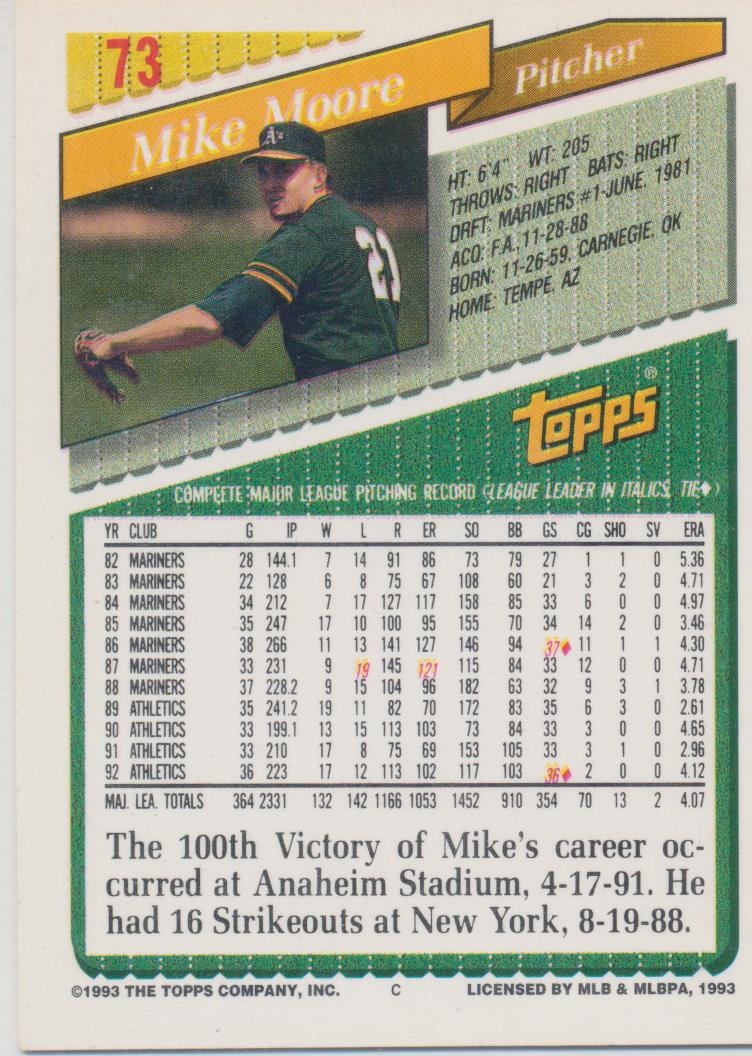 73
Mike Moore
Pitcher
A's
21
HT: 6'4" WT: 205
THROWS: RIGHT BATS: RIGHT
DRFT: MARINERS #1-JUNE, 1981
ACQ: F.A., 11-28-88
BORN: 11-26-59, CARNEGIE, OK
HOME: TEMPE, AZ
topps®
COMPLETE MAJOR LEAGUE PITCHING RECORD (LEAGUE LEADER IN ITALICS, TIE♦)
YR CLUB G IP W L R ER SO BB GS CG SHO SV ERA
82 MARINERS 28 144.1 7 14 91 86 73 79 27 1 1 0 5.36
83 MARINERS 22 128 6 8 75 67 108 60 21 3 2 0 4.71
84 MARINERS 34 212 7 17 127 117 158 85 33 6 0 0 4.97
85 MARINERS 35 247 17 10 100 95 155 70 34 14 2 0 3.46
86 MARINERS 38 266 11 13 141 127 146 94 37♦ 11 1 1 4.30
87 MARINERS 33 231 9 19 145 121 115 84 33 12 0 0 4.71
88 MARINERS 37 228.2 9 15 104 96 182 63 32 9 3 1 3.78
89 ATHLETICS 35 241.2 19 11 82 70 172 83 35 6 3 0 2.61
90 ATHLETICS 33 199.1 13 15 113 103 73 84 33 3 0 0 4.65
91 ATHLETICS 33 210 17 8 75 69 153 105 33 3 1 0 2.96
92 ATHLETICS 36 223 17 12 113 102 117 103 36♦ 2 0 0 4.12
MAJ. LEA. TOTALS 364 2331 132 142 1166 1053 1452 910 354 70 13 2 4.07
The 100th Victory of Mike's career oc-
curred at Anaheim Stadium, 4-17-91. He
had 16 Strikeouts at New York, 8-19-88.
©1993 THE TOPPS COMPANY, INC. C LICENSED BY MLB & MLBPA, 1993